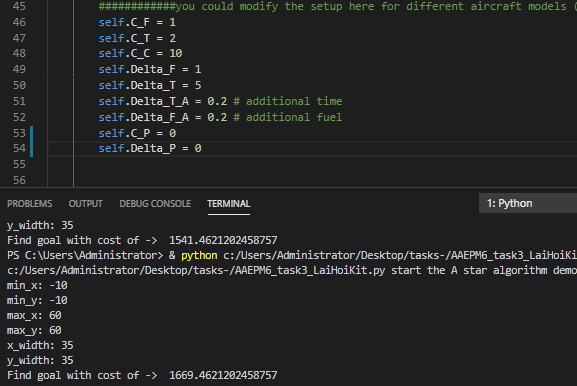 45 ############you could modify the setup here for different aircraft models (
46 self.C_F = 1
47 self.C_T = 2
48 self.C_C = 10
49 self.Delta_F = 1
50 self.Delta_T = 5
51 self.Delta_T_A = 0.2 # additional time
52 self.Delta_F_A = 0.2 # additional fuel
53 self.C_P = 0
54 self.Delta_P = 0
55
56
PROBLEMS OUTPUT DEBUG CONSOLE TERMINAL 1: Python
y_width: 35
Find goal with cost of ->  1541.4621202458757
PS C:\Users\Administrator> & python c:/Users/Administrator/Desktop/tasks-/AAEPM6_task3_LaiHoiKi
c:/Users/Administrator/Desktop/tasks-/AAEPM6_task3_LaiHoiKit.py start the A star algorithm demo
min_x: -10
min_y: -10
max_x: 60
max_y: 60
x_width: 35
y_width: 35
Find goal with cost of ->  1669.4621202458757